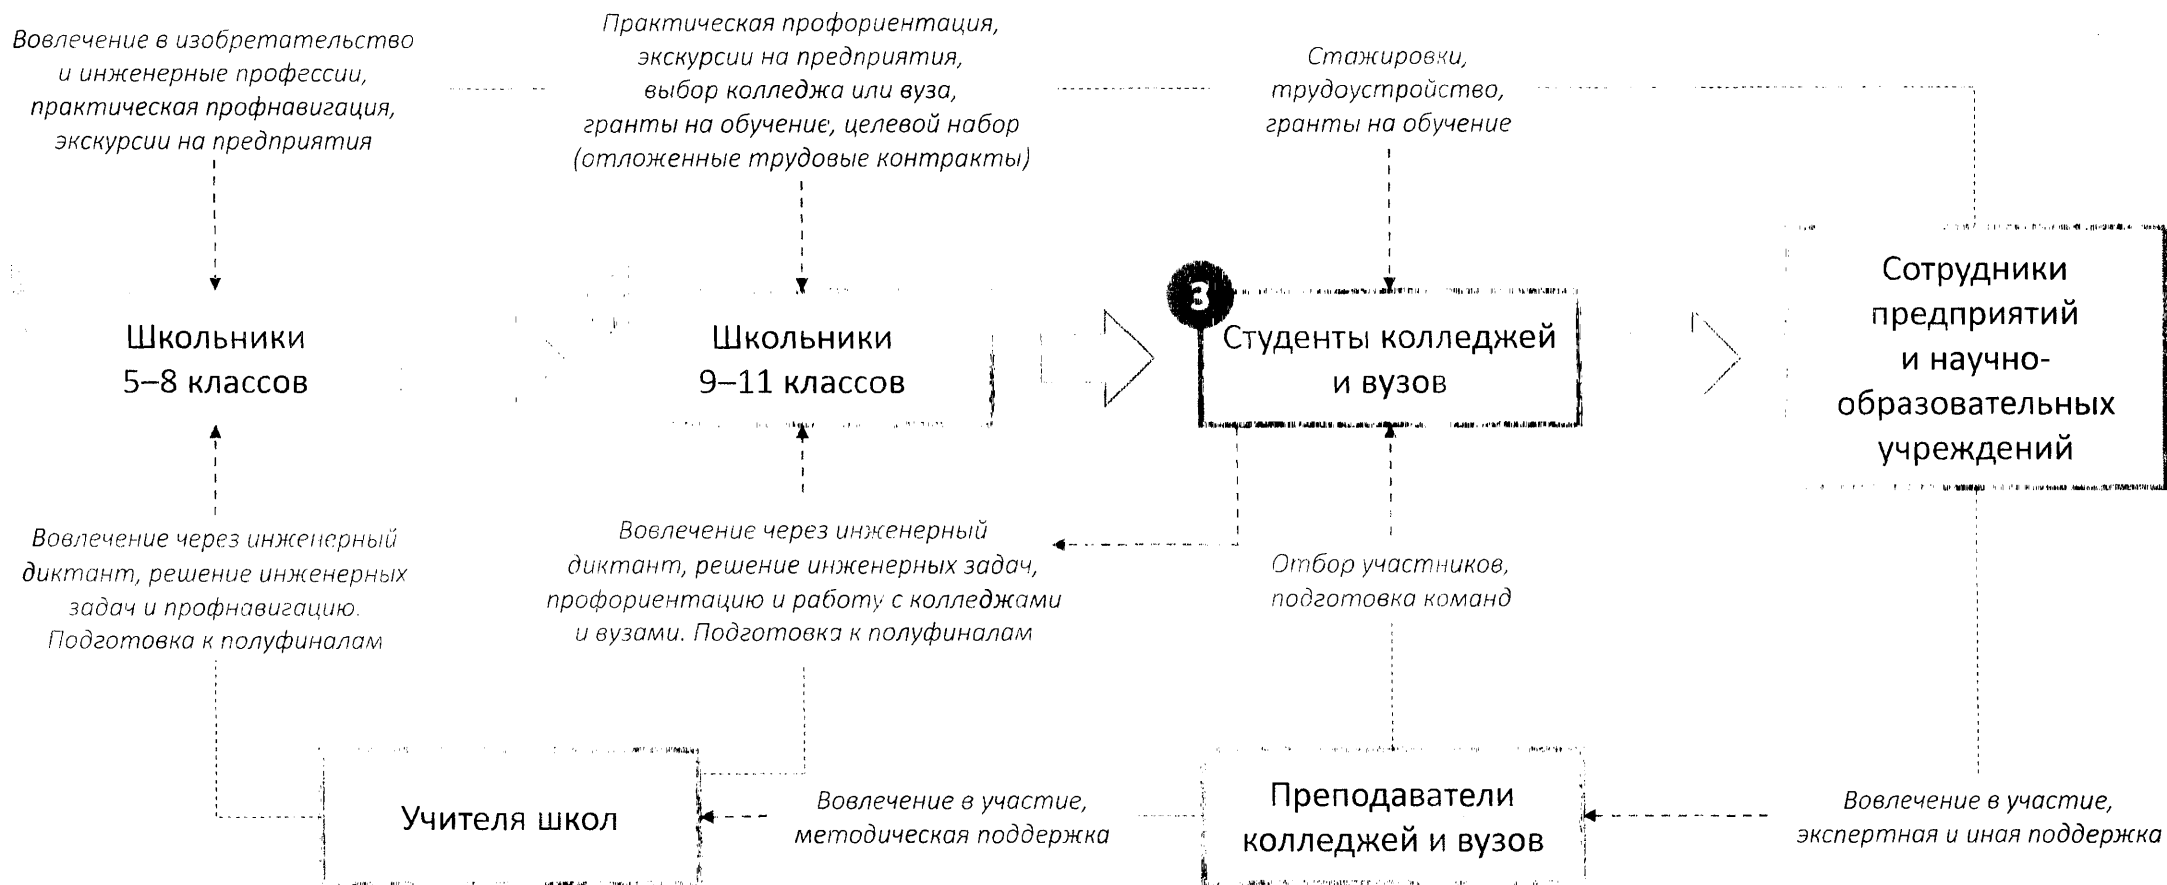 Вовлечение в изобретательство
и инженерные профессии,
практическая профнавигация,
экскурсии на предприятия
Практическая профориентация,
экскурсии на предприятия,
выбор колледжа или вуза,
гранты на обучение, целевой набор
(отложенные трудовые контракты)
Стажировки,
трудоустройство,
гранты на обучение
Школьники
5–8 классов
Школьники
9–11 классов
3
Студенты колледжей
и вузов
Сотрудники
предприятий
и научно-
образовательных
учреждений
Вовлечение через инженерный
диктант, решение инженерных
задач и профнавигацию.
Подготовка к полуфиналам
Вовлечение через инженерный
диктант, решение инженерных задач,
профориентацию и работу с колледжами
и вузами. Подготовка к полуфиналам
Отбор участников,
подготовка команд
Учителя школ
Вовлечение в участие,
методическая поддержка
Преподаватели
колледжей и вузов
Вовлечение в участие,
экспертная и иная поддержка